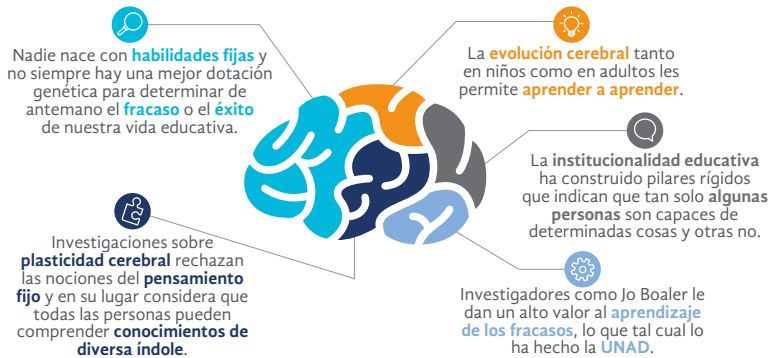 Nadie nace con habilidades fijas y
no siempre hay una mejor dotación
genética para determinar de
antemano el fracaso o el éxito
de nuestra vida educativa.
La evolución cerebral tanto
en niños como en adultos les
permite aprender a aprender.
La institucionalidad educativa
ha construido pilares rígidos
que indican que tan solo algunas
personas son capaces de
determinadas cosas y otras no.
Investigaciones sobre
plasticidad cerebral rechazan
las nociones del pensamiento
fijo y en su lugar considera que
todas las personas pueden
comprender conocimientos de
diversa índole.
Investigadores como Jo Boaler le
dan un alto valor al aprendizaje
de los fracasos, lo que tal cual lo
ha hecho la UNAD.